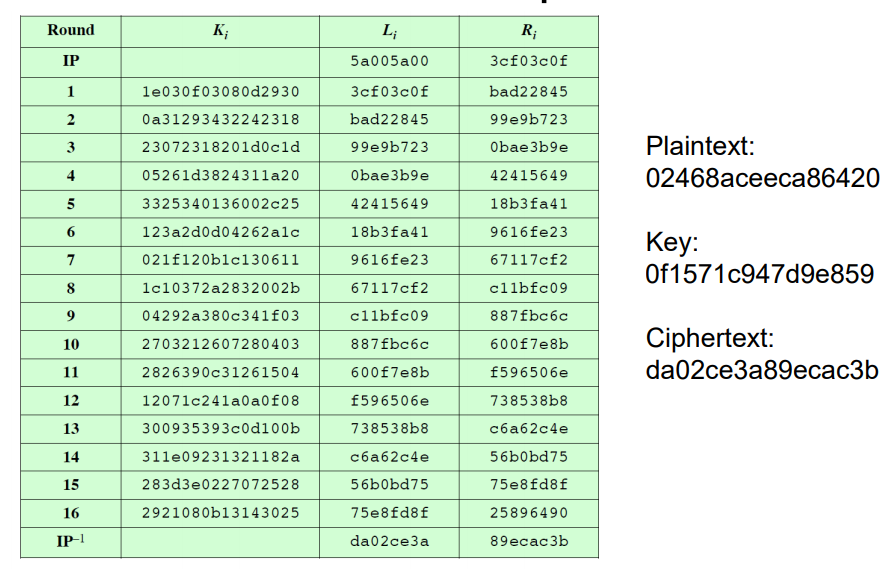 Round Kᵢ Lᵢ Rᵢ
IP 5a005a00 3cf03c0f
1 1e030f03080d2930 3cf03c0f bad22845
2 0a31293432242318 bad22845 99e9b723
3 23072318201d0c1d 99e9b723 0bae3b9e
4 05261d3824311a20 0bae3b9e 42415649
5 3325340136002c25 42415649 18b3fa41
6 123a2d0d04262a1c 18b3fa41 9616fe23
7 021f120b1c130611 9616fe23 67117cf2
8 1c10372a2832002b 67117cf2 c11bfc09
9 04292a380c341f03 c11bfc09 887fbc6c
10 2703212607280403 887fbc6c 600f7e8b
11 2826390c31261504 600f7e8b f596506e
12 12071c241a0a0f08 f596506e 738538b8
13 300935393c0d100b 738538b8 c6a62c4e
14 311e09231321182a c6a62c4e 56b0bd75
15 283d3e0227072528 56b0bd75 75e8fd8f
16 2921080b13143025 75e8fd8f 25896490
IP⁻¹ da02ce3a 89ecac3b
Plaintext:
02468aceeca86420
Key:
0f1571c947d9e859
Ciphertext:
da02ce3a89ecac3b